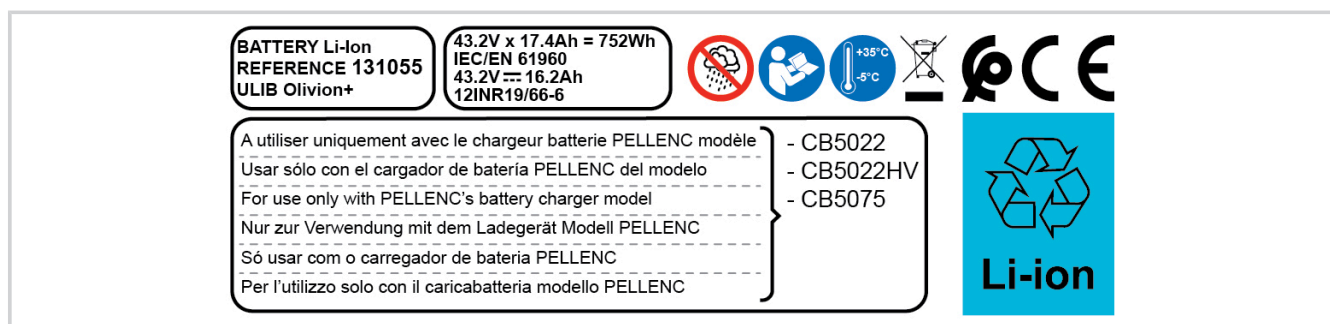 BATTERY Li-Ion
REFERENCE 131055
ULIB Olivion+
43.2V x 17.4Ah = 752Wh
IEC/EN 61960
43.2V ⎓ 16.2Ah
12INR19/66-6
+35°C
-5°C
CE
A utiliser uniquement avec le chargeur batterie PELLENC modèle
Usar sólo con el cargador de batería PELLENC del modelo
For use only with PELLENC's battery charger model
Nur zur Verwendung mit dem Ladegerät Modell PELLENC
Só usar com o carregador de bateria PELLENC
Per l'utilizzo solo con il caricabatteria modello PELLENC
- CB5022
- CB5022HV
- CB5075
Li-ion